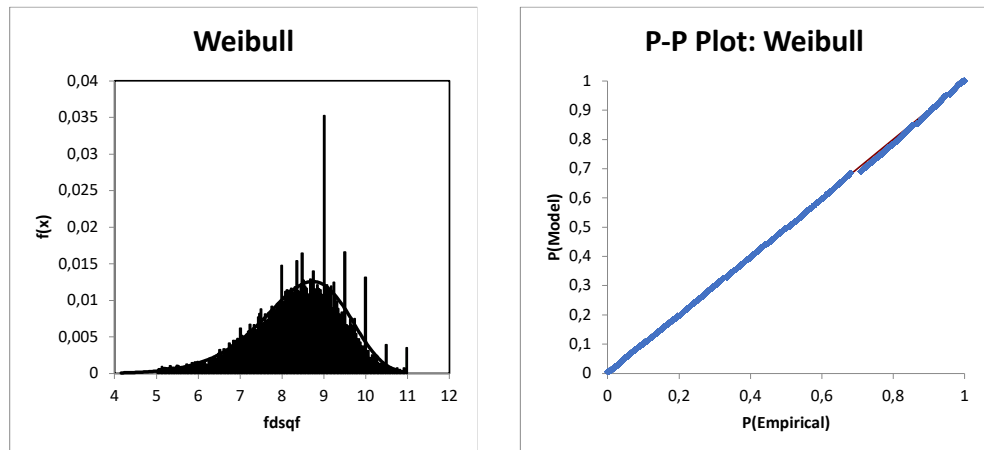 Weibull
0,04
0,035
0,03
0,025
0,02
0,015
0,01
0,005
0
f(x)
4 5 6 7 8 9 10 11 12
fdsqf
P-P Plot: Weibull
1
0,9
0,8
0,7
0,6
0,5
0,4
0,3
0,2
0,1
0
P(Model)
0 0,2 0,4 0,6 0,8 1
P(Empirical)